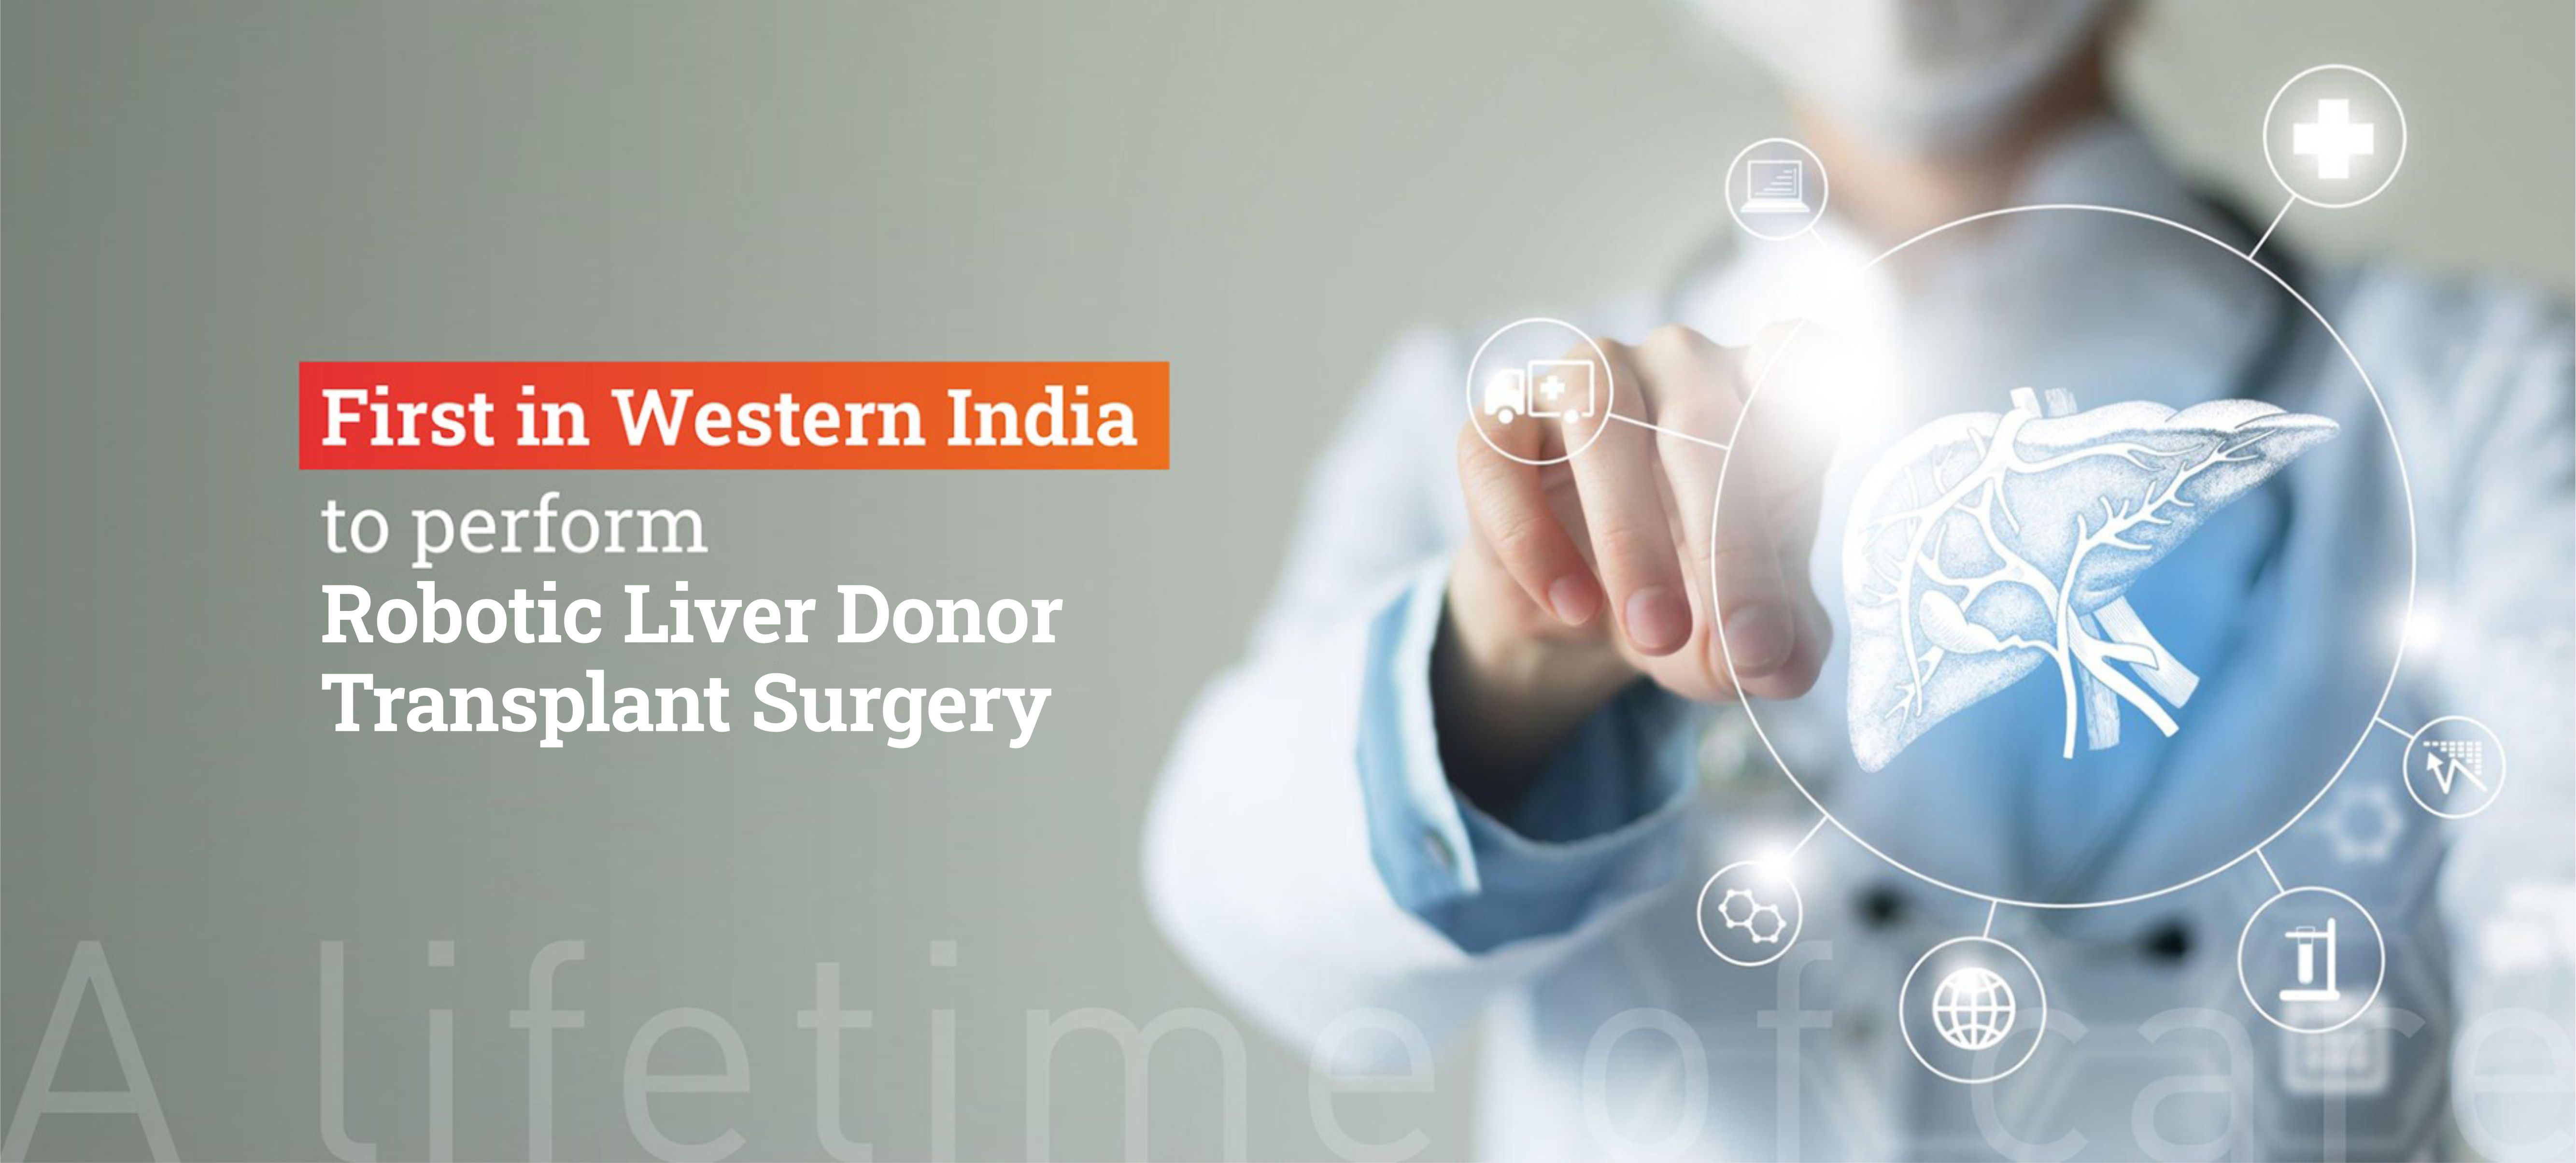 First in Western India
to perform
Robotic Liver Donor
Transplant Surgery
A lifetime of care